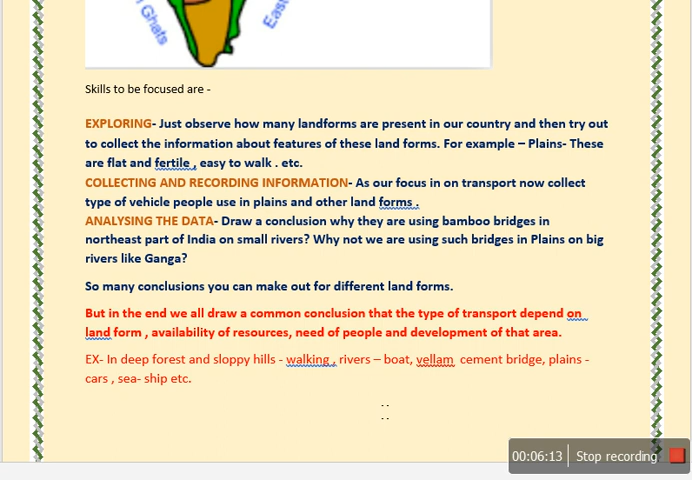 Ghats
Eas
Skills to be focused are -
EXPLORING- Just observe how many landforms are present in our country and then try out
to collect the information about features of these land forms. For example – Plains- These
are flat and fertile , easy to walk . etc.
COLLECTING AND RECORDING INFORMATION- As our focus in on transport now collect
type of vehicle people use in plains and other land forms .
ANALYSING THE DATA- Draw a conclusion why they are using bamboo bridges in
northeast part of India on small rivers? Why not we are using such bridges in Plains on big
rivers like Ganga?
So many conclusions you can make out for different land forms.
But in the end we all draw a common conclusion that the type of transport depend on
land form , availability of resources, need of people and development of that area.
EX- In deep forest and sloppy hills - walking , rivers – boat, vellam cement bridge, plains -
cars , sea- ship etc.
00:06:13 Stop recording